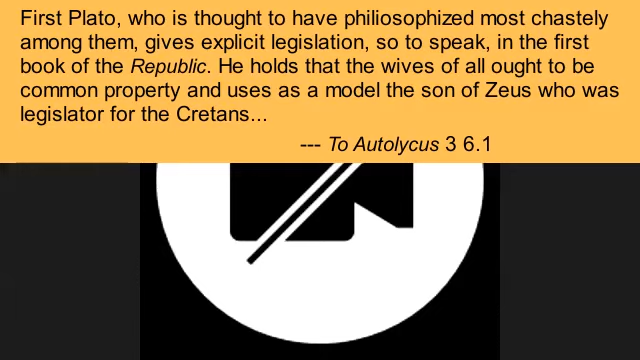 First Plato, who is thought to have philiosophized most chastely
among them, gives explicit legislation, so to speak, in the first
book of the Republic. He holds that the wives of all ought to be
common property and uses as a model the son of Zeus who was
legislator for the Cretans...
--- To Autolycus 3 6.1